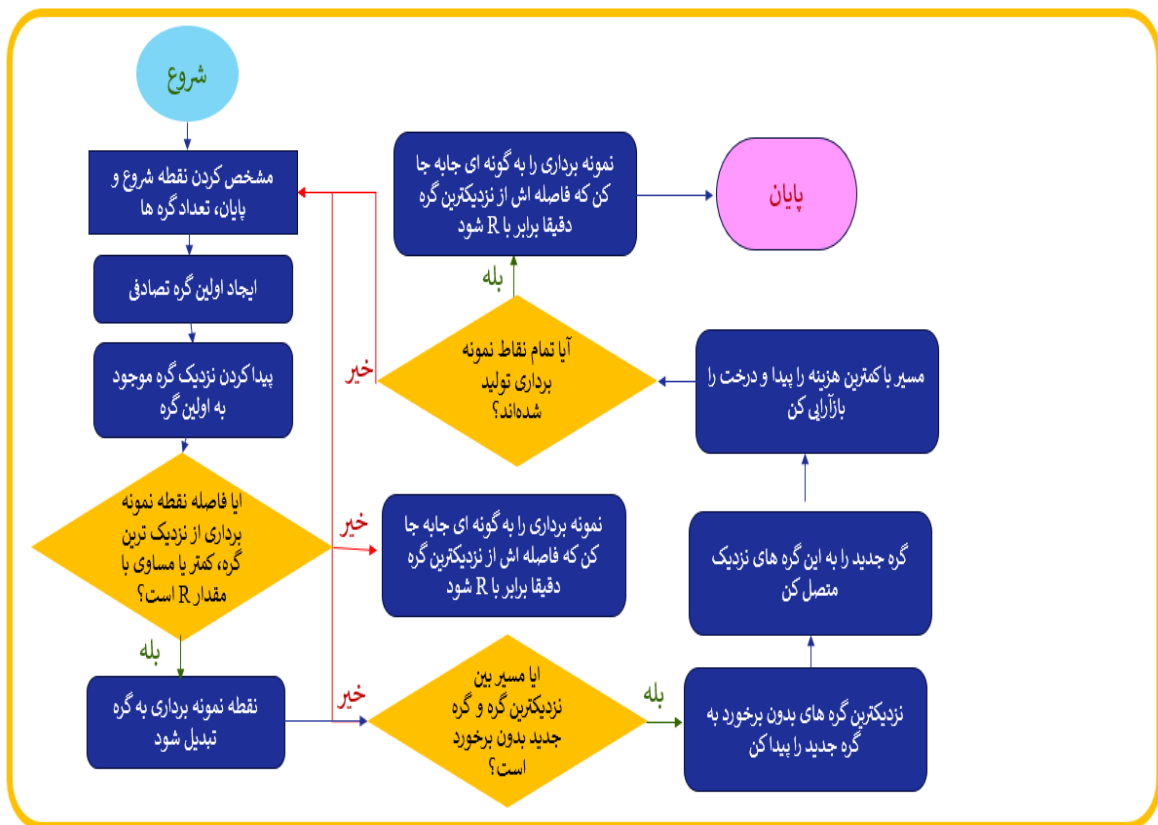 شروع
مشخص کردن نقطه شروع و
پایان، تعداد گره ها
ایجاد اولین گره تصادفی
پیدا کردن نزدیک گره موجود
به اولین گره
ایا فاصله نقطه نمونه
برداری از نزدیک ترین
گره، کمتر یا مساوی با
مقدار R است؟
خیر
نمونه برداری را به گونه ای جابه جا
کن که فاصله اش از نزدیکترین گره
دقیقا برابر با R شود
بله
نقطه نمونه برداری به گره
تبدیل شود
ایا مسیر بین
نزدیکترین گره و گره
جدید بدون برخورد
است؟
خیر
بله
نزدیکترین گره های بدون برخورد به
گره جدید را پیدا کن
گره جدید را به این گره های نزدیک
متصل کن
مسیر با کمترین هزینه را پیدا و درخت را
بازآرایی کن
آیا تمام نقاط نمونه
برداری تولید
شده‌اند؟
خیر
بله
نمونه برداری را به گونه ای جابه جا
کن که فاصله اش از نزدیکترین گره
دقیقا برابر با R شود
پایان